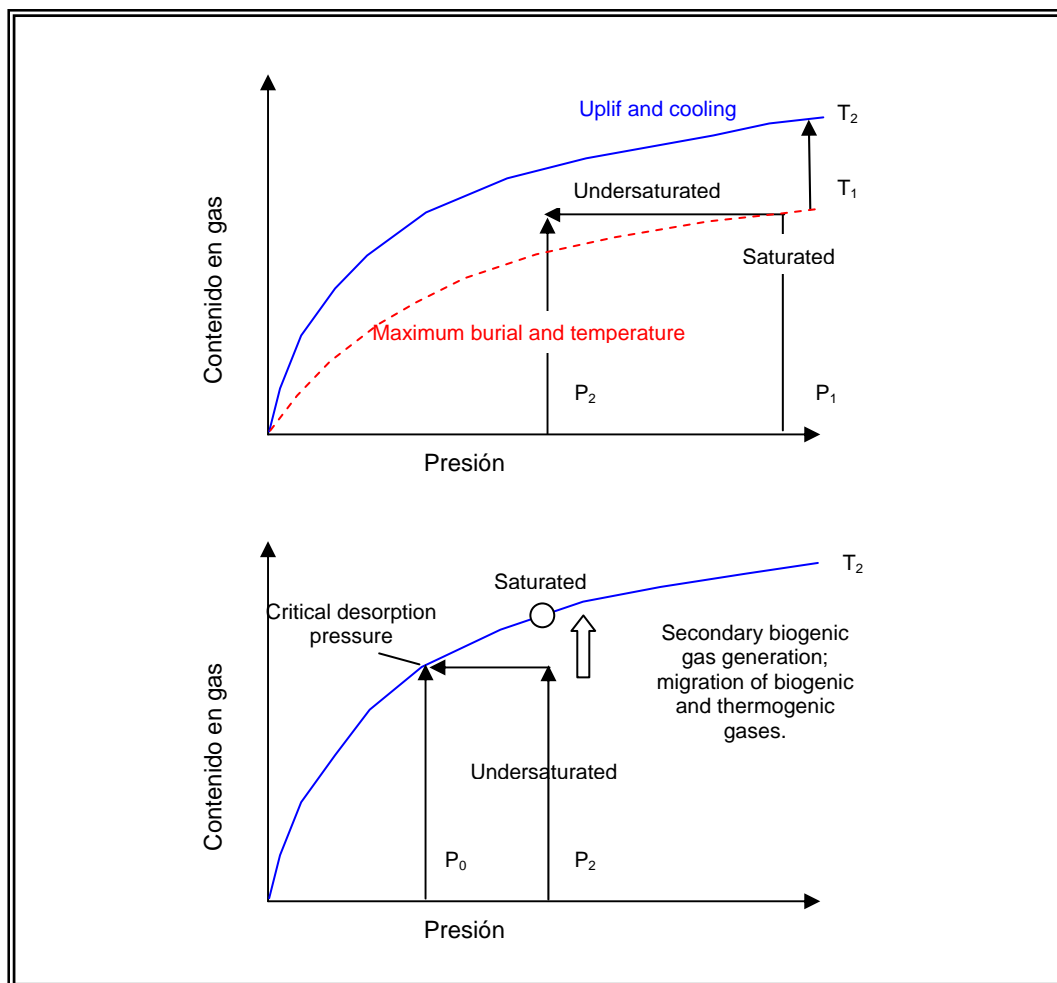 Uplif and cooling
T2
Undersaturated
T1
Saturated
Contenido en gas
Maximum burial and temperature
P2
P1
Presión
T2
Saturated
Critical desorption
pressure
Secondary biogenic
gas generation;
migration of biogenic
and thermogenic
gases.
Contenido en gas
Undersaturated
P0
P2
Presión